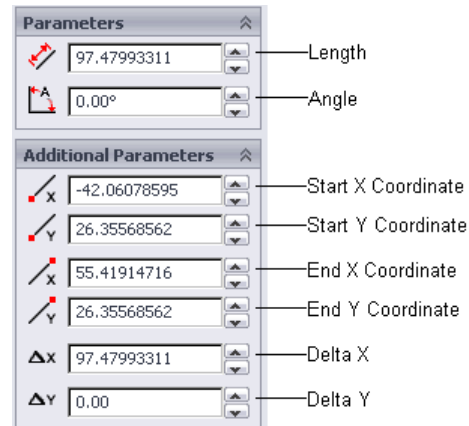 Parameters
97.47993311 Length
A 0.00° Angle
Additional Parameters
X -42.06078595 Start X Coordinate
Y 26.35568562 Start Y Coordinate
X 55.41914716 End X Coordinate
Y 26.35568562 End Y Coordinate
ΔX 97.47993311 Delta X
ΔY 0.00 Delta Y